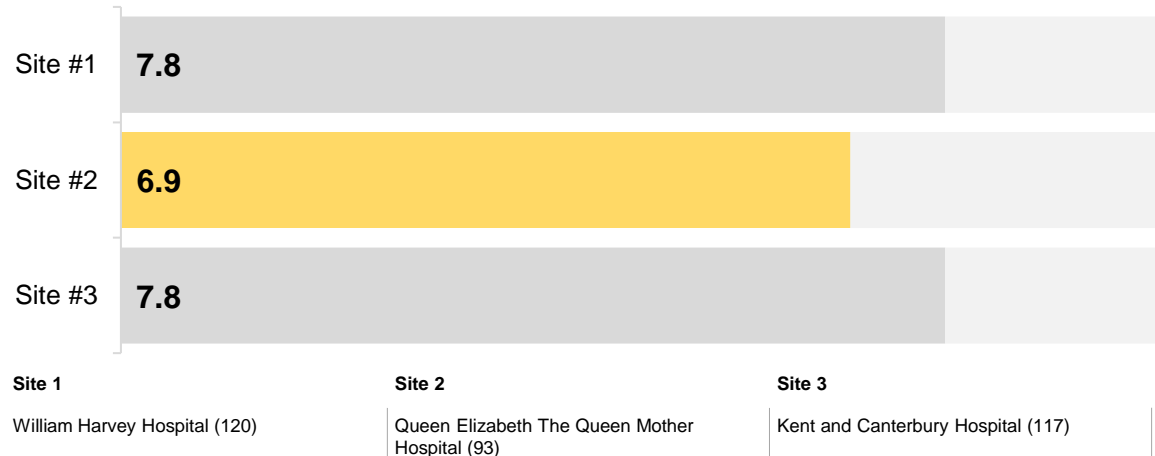 Site #1
7.8
Site #2
6.9
Site #3
7.8
Site 1
Site 2
Site 3
William Harvey Hospital (120)
Queen Elizabeth The Queen Mother
Hospital (93)
Kent and Canterbury Hospital (117)